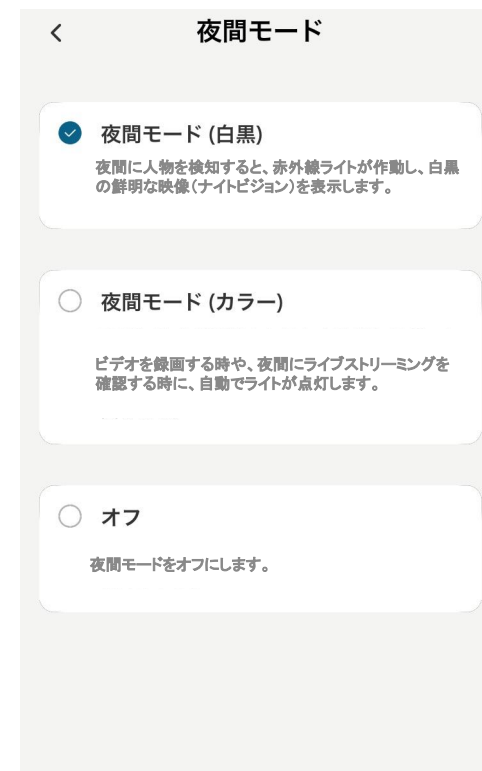 夜間モード
夜間モード (白黒)
夜間に人物を検知すると、赤外線ライトが作動し、白黒
の鮮明な映像(ナイトビジョン)を表示します。
夜間モード (カラー)
ビデオを録画する時や、夜間にライブストリーミングを
確認する時に、自動でライトが点灯します。
オフ
夜間モードをオフにします。